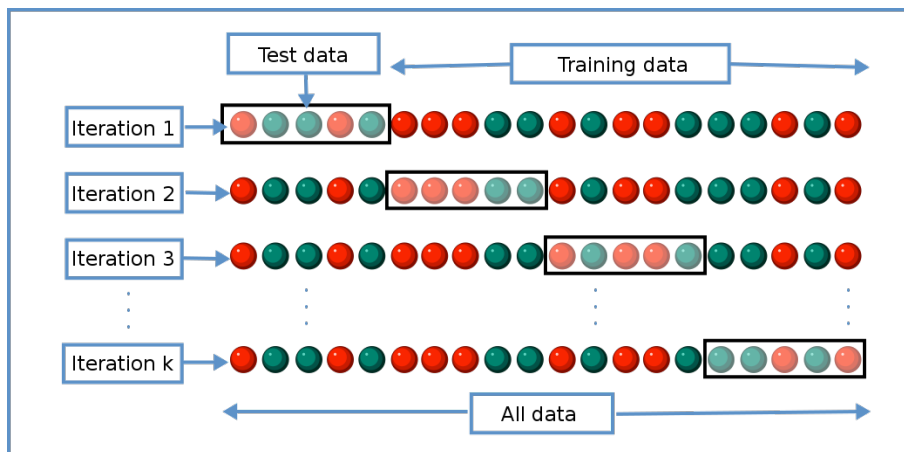 Test data
Training data
Iteration 1
Iteration 2
Iteration 3
Iteration k
All data